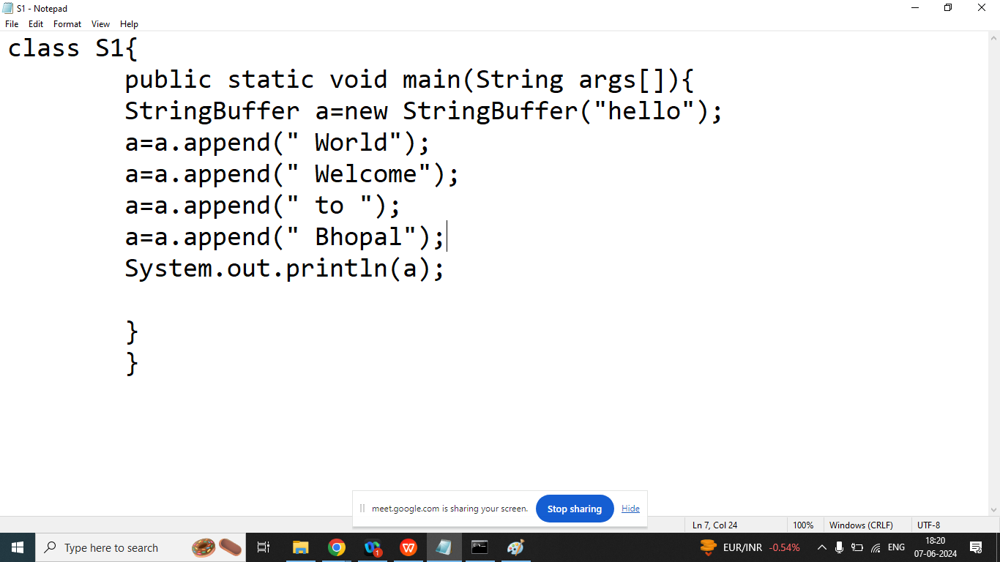 S1 - Notepad
File Edit Format View Help
class S1{
public static void main(String args[]){
StringBuffer a=new StringBuffer("hello");
a=a.append(" World");
a=a.append(" Welcome");
a=a.append(" to ");
a=a.append(" Bhopal");
System.out.println(a);
}
}
meet.google.com is sharing your screen. Stop sharing Hide
Ln 7, Col 24 100% Windows (CRLF) UTF-8
Type here to search 1 W EUR/INR -0.54% ENG 18:20
07-06-2024